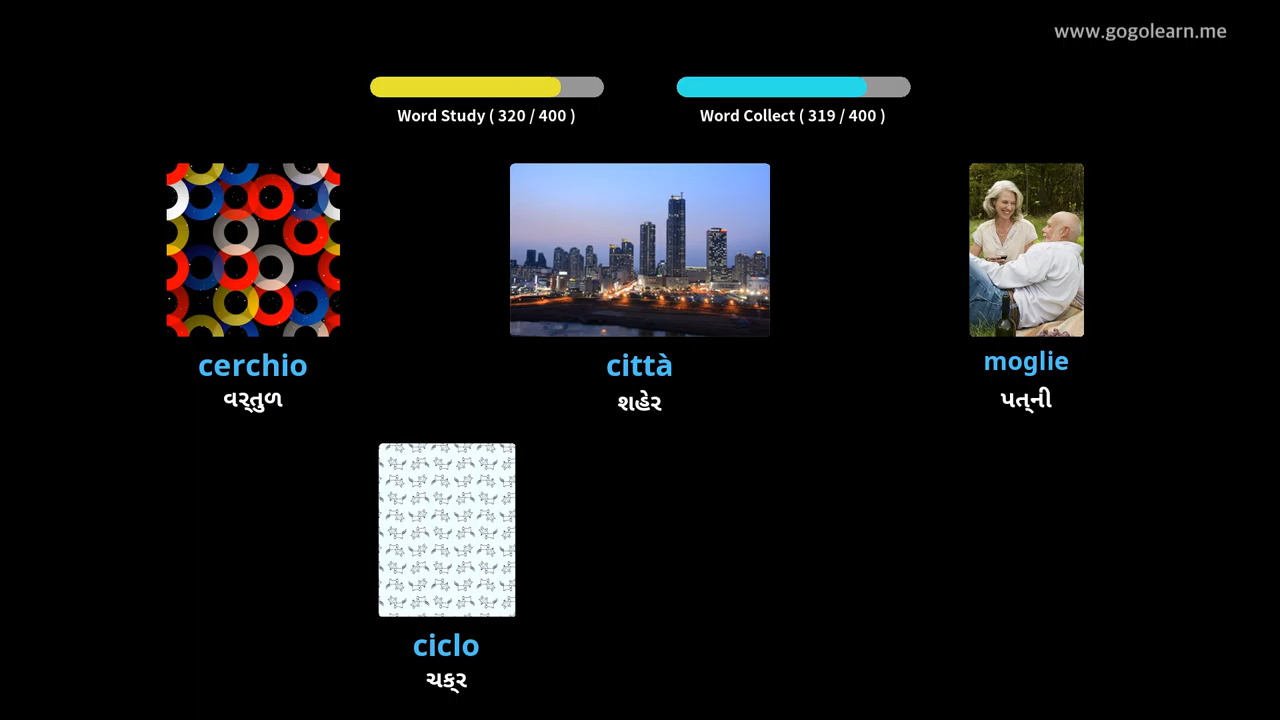 www.gogolearn.me
Word Study ( 320 / 400 )
Word Collect ( 319 / 400 )
cerchio
વર્તુળ
città
શહેર
moglie
પત્ની
ciclo
ચક્ર